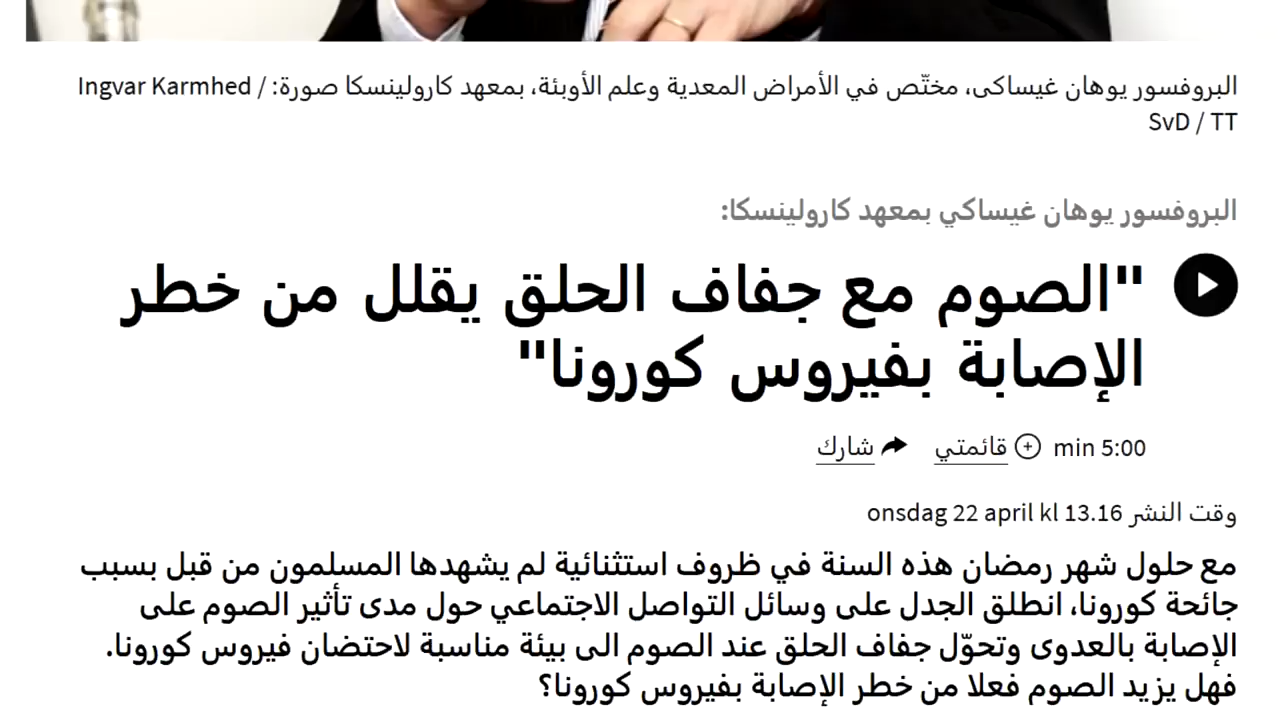 البروفسور يوهان غيساكى، مختّص في الأمراض المعدية وعلم الأوبئة، بمعهد كارولينسكا صورة: / Ingvar Karmhed
SvD / TT
البروفسور يوهان غيساكي بمعهد كارولينسكا:
"الصوم مع جفاف الحلق يقلل من خطر
الإصابة بفيروس كورونا"
5:00 min قائمتي شارك
وقت النشر onsdag 22 april kl 13.16
مع حلول شهر رمضان هذه السنة في ظروف استثنائية لم يشهدها المسلمون من قبل بسبب
جائحة كورونا، انطلق الجدل على وسائل التواصل الاجتماعي حول مدى تأثير الصوم على
الإصابة بالعدوى وتحوّل جفاف الحلق عند الصوم الى بيئة مناسبة لاحتضان فيروس كورونا.
فهل يزيد الصوم فعلا من خطر الإصابة بفيروس كورونا؟